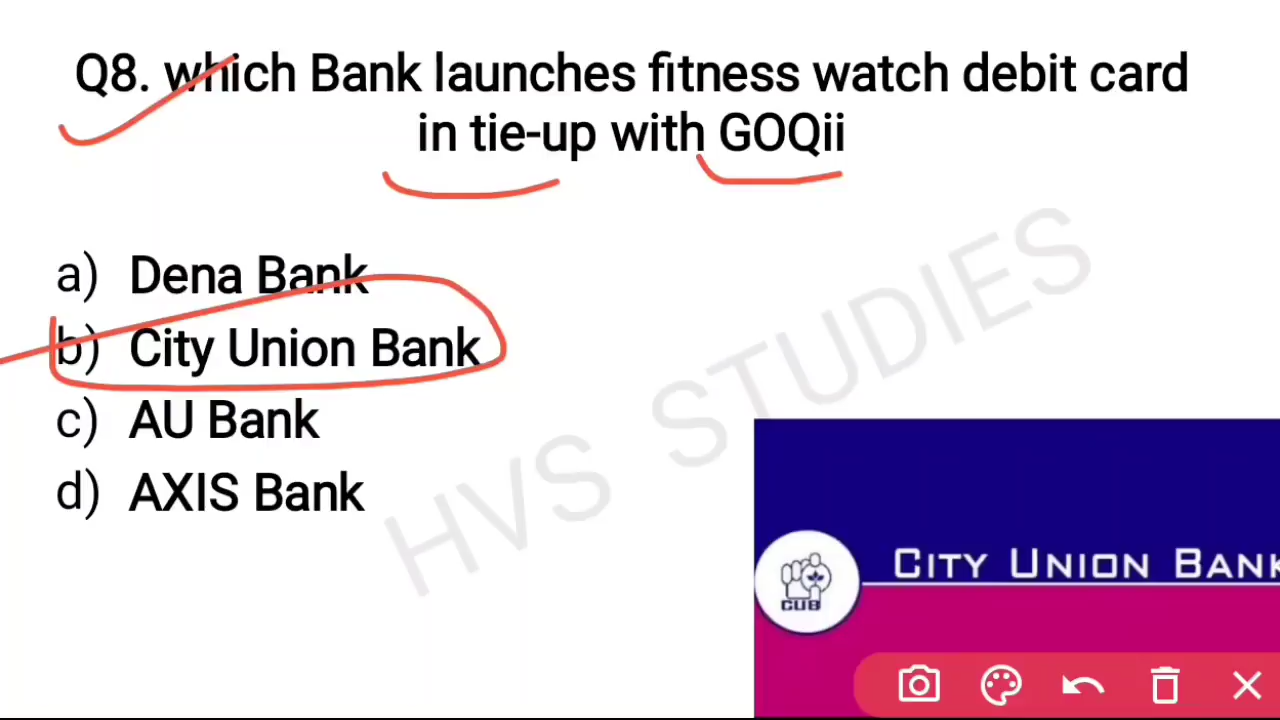 Q8. which Bank launches fitness watch debit card
in tie-up with GOQii
a) Dena Bank
b) City Union Bank
c) AU Bank
d) AXIS Bank
HVS STUDIES
CITY UNION BANK
CUB